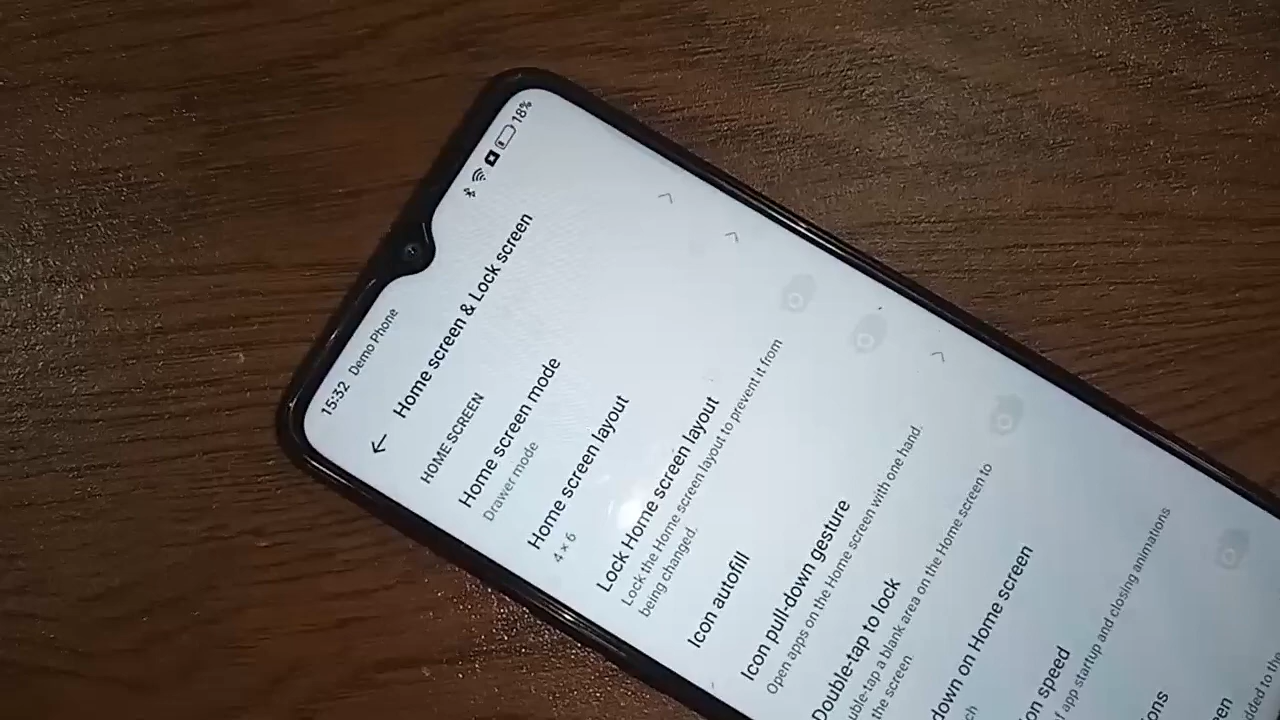 15:32 Demo Phone 18%
Home screen & Lock screen
HOME SCREEN
Home screen mode
Drawer mode
Home screen layout
4 × 6
Lock Home screen layout
Lock the Home screen layout to prevent it from
being changed.
Icon autofill
Icon pull-down gesture
Open apps on the Home screen with one hand.
Double-tap to lock
a blank area on the Home screen to
the screen.
down on Home screen
speed
of app startup and closing animations
to the